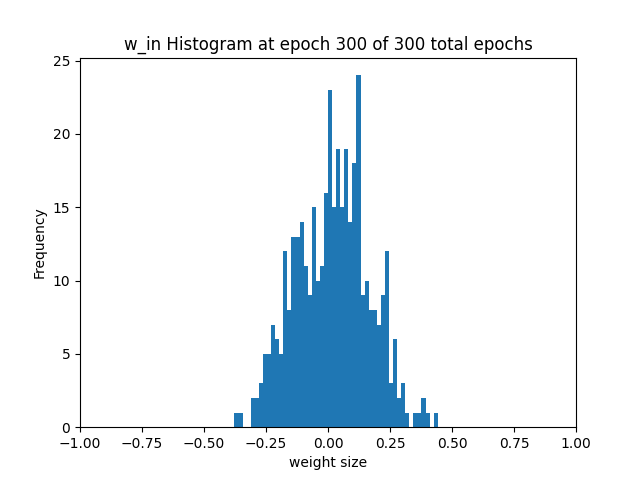 w_in Histogram at epoch 300 of 300 total epochs
25
20
15
10
5
0
Frequency
−1.00 −0.75 −0.50 −0.25 0.00 0.25 0.50 0.75 1.00
weight size